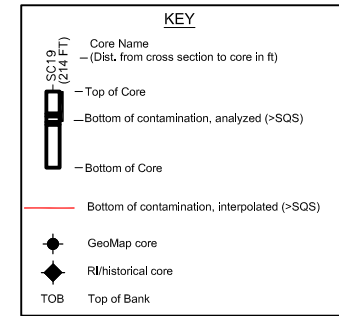 KEY
SC19
(214 FT)
Core Name
(Dist. from cross section to core in ft)
Top of Core
Bottom of contamination, analyzed (>SQS)
Bottom of Core
Bottom of contamination, interpolated (>SQS)
GeoMap core
RI/historical core
TOB Top of Bank